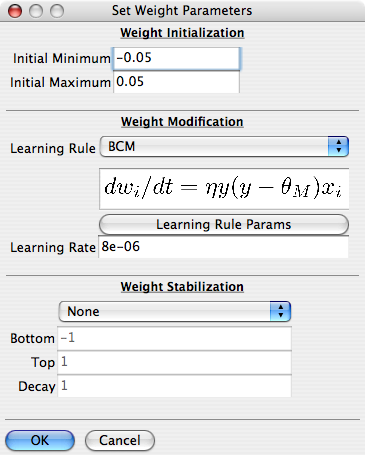 Set Weight Parameters
Weight Initialization
Initial Minimum -0.05
Initial Maximum 0.05
Weight Modification
Learning Rule BCM
dw_i/dt = ηy(y − θ_M)x_i
Learning Rule Params
Learning Rate 8e-06
Weight Stabilization
None
Bottom -1
Top 1
Decay 1
OK Cancel